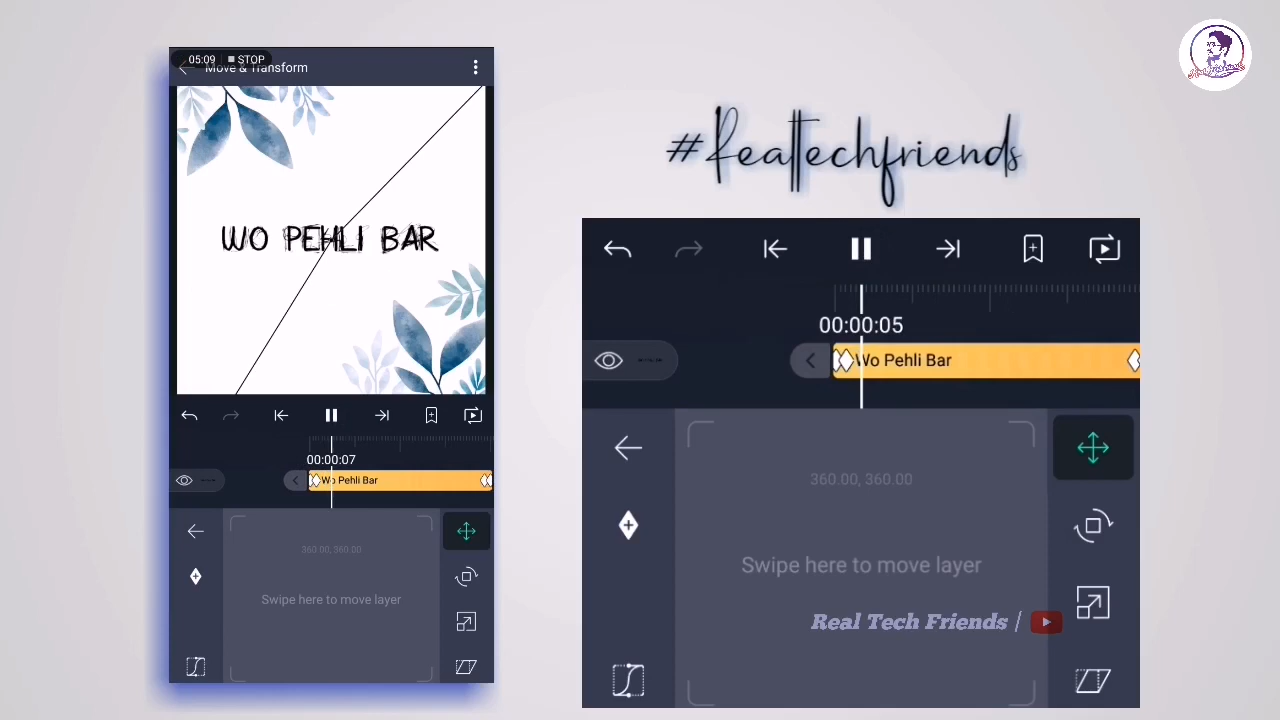 05:09 STOP
Move & Transform
WO PEHLI BAR
00:00:07
Wo Pehli Bar
360.00, 360.00
Swipe here to move layer
#Realtechfriends
00:00:05
Wo Pehli Bar
360.00, 360.00
Swipe here to move layer
Real Tech Friends /